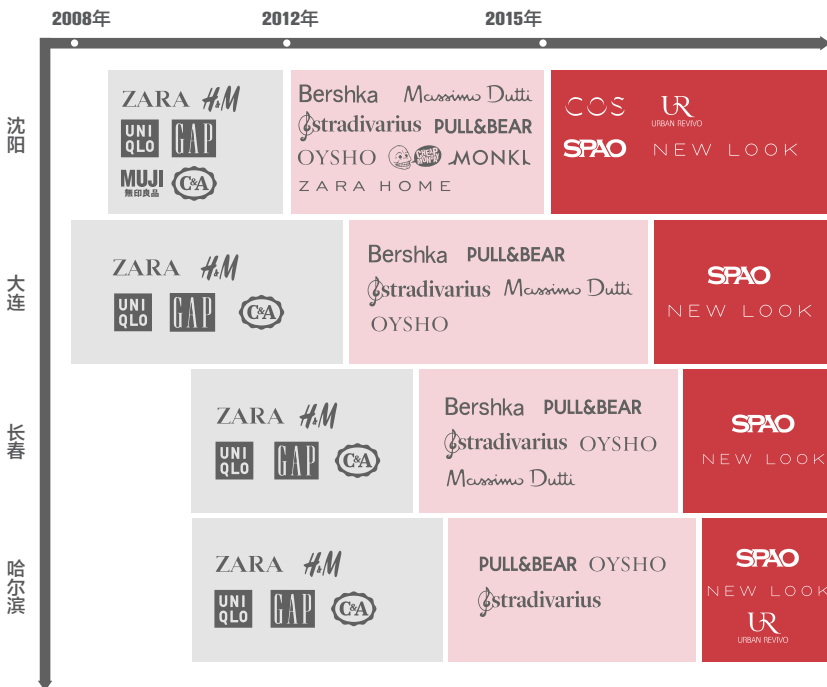 2008年 2012年 2015年
沈阳
ZARA H&M
UNI QLO GAP
MUJI 無印良品 C&A
Bershka Massimo Dutti
stradivarius PULL&BEAR
OYSHO CHEAP MONDAY MONKI
ZARA HOME
COS UR URBAN REVIVO
SPAO NEW LOOK
大连
ZARA H&M
UNI QLO GAP C&A
Bershka PULL&BEAR
stradivarius Massimo Dutti
OYSHO
SPAO
NEW LOOK
长春
ZARA H&M
UNI QLO GAP C&A
Bershka PULL&BEAR
stradivarius OYSHO
Massimo Dutti
SPAO
NEW LOOK
哈尔滨
ZARA H&M
UNI QLO GAP C&A
PULL&BEAR OYSHO
stradivarius
SPAO
NEW LOOK
UR
URBAN REVIVO